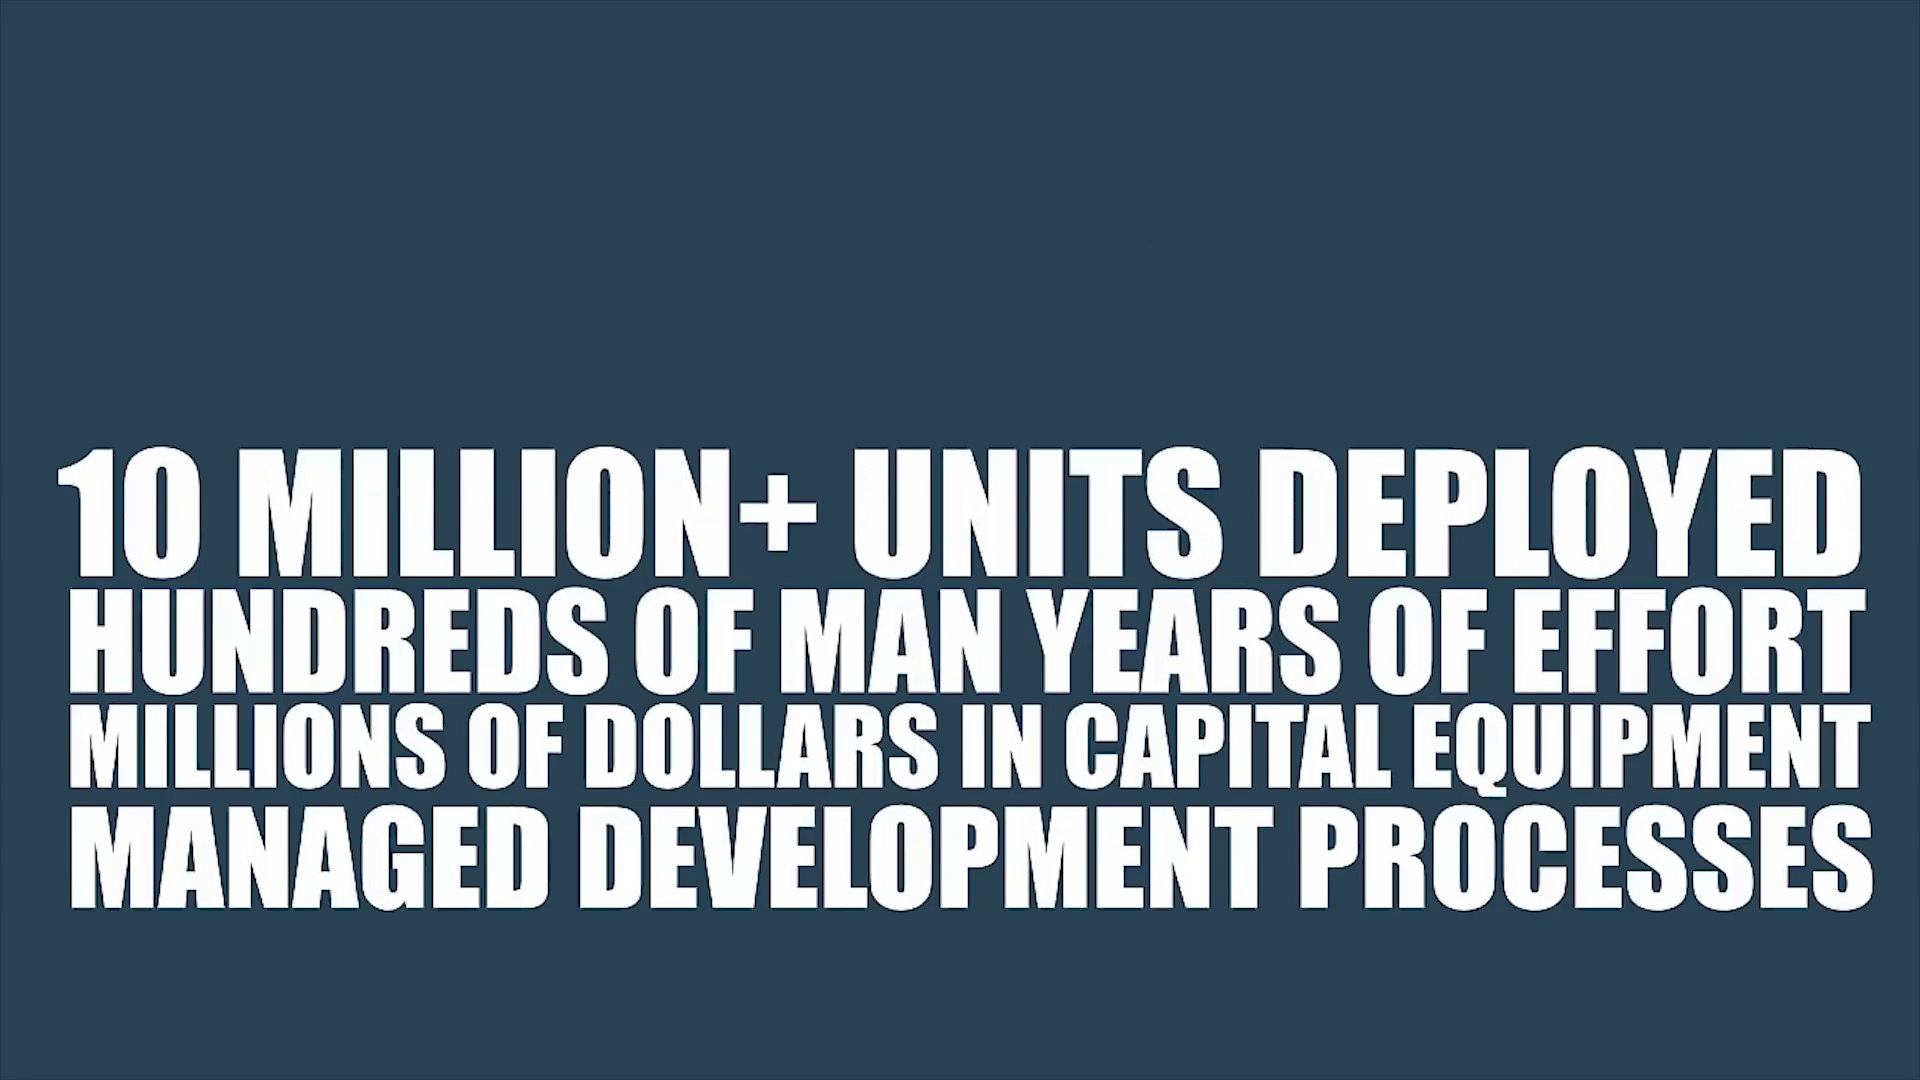 10 MILLION+ UNITS DEPLOYED
HUNDREDS OF MAN YEARS OF EFFORT
MILLIONS OF DOLLARS IN CAPITAL EQUIPMENT
MANAGED DEVELOPMENT PROCESSES